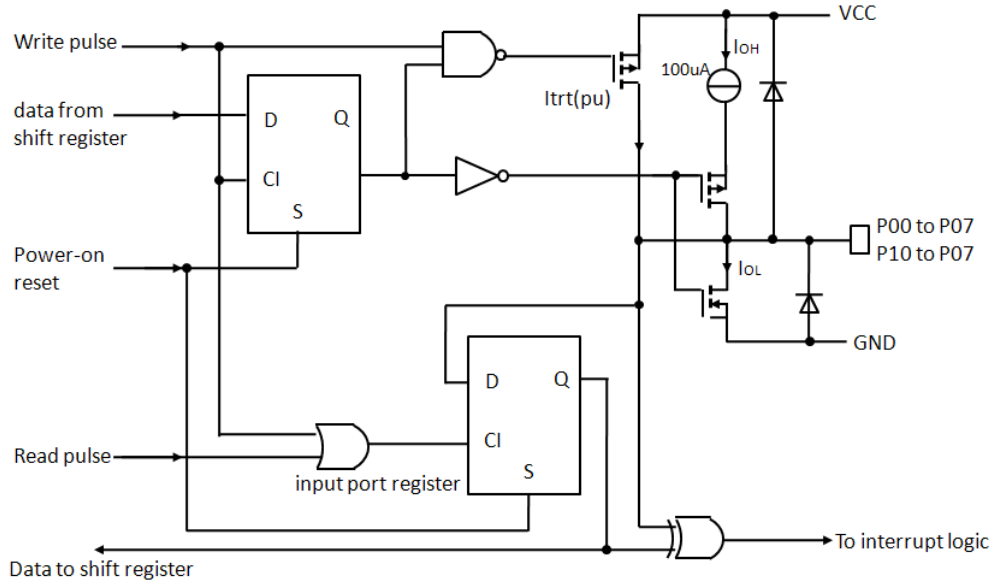 Write pulse
VCC
IOH
100uA
data from
shift register
Itrt(pu)
D
Q
CI
S
P00 to P07
P10 to P07
Power-on
reset
IOL
GND
D
Q
CI
S
Read pulse
input port register
To interrupt logic
Data to shift register